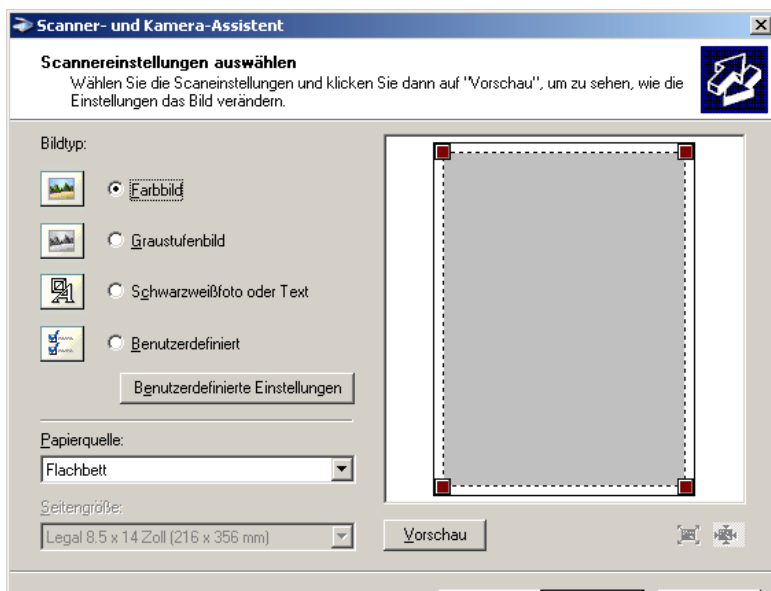 Scanner- und Kamera-Assistent
Scannereinstellungen auswählen
Wählen Sie die Scaneinstellungen und klicken Sie dann auf "Vorschau", um zu sehen, wie die
Einstellungen das Bild verändern.
Bildtyp:
Farbbild
Graustufenbild
Schwarzweißfoto oder Text
Benutzerdefiniert
Benutzerdefinierte Einstellungen
Papierquelle:
Flachbett
Seitengröße:
Legal 8.5 x 14 Zoll (216 x 356 mm)
Vorschau